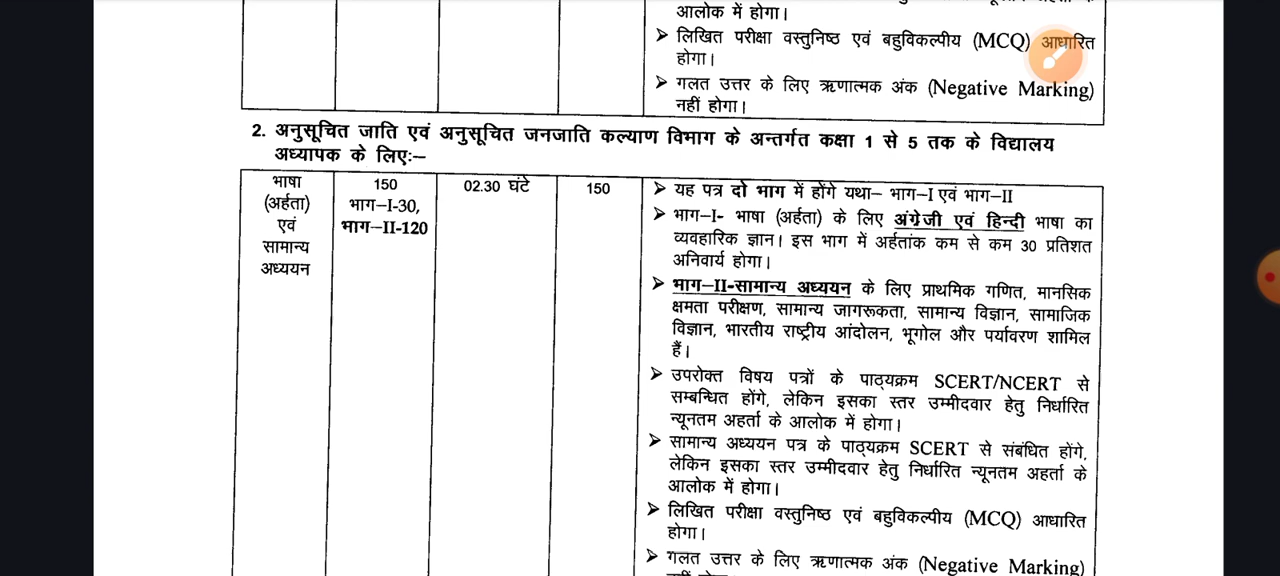 आलोक में होगा।
➢ लिखित परीक्षा वस्तुनिष्ठ एवं बहुविकल्पीय (MCQ) आधारित
होगा।
➢ गलत उत्तर के लिए ऋणात्मक अंक (Negative Marking)
नहीं होगा।
2. अनुसूचित जाति एवं अनुसूचित जनजाति कल्याण विभाग के अन्तर्गत कक्षा 1 से 5 तक के विद्यालय
अध्यापक के लिए:–
भाषा
(अर्हता)
एवं
सामान्य
अध्ययन
150
भाग–I-30,
भाग–II-120
02.30 घंटे
150
➢ यह पत्र दो भाग में होंगे यथा– भाग–I एवं भाग–II
➢ भाग–I- भाषा (अर्हता) के लिए अंग्रेजी एवं हिन्दी भाषा का
व्यवहारिक ज्ञान। इस भाग में अर्हतांक कम से कम 30 प्रतिशत
अनिवार्य होगा।
➢ भाग–II-सामान्य अध्ययन के लिए प्राथमिक गणित, मानसिक
क्षमता परीक्षण, सामान्य जागरूकता, सामान्य विज्ञान, सामाजिक
विज्ञान, भारतीय राष्ट्रीय आंदोलन, भूगोल और पर्यावरण शामिल
हैं।
➢ उपरोक्त विषय पत्रों के पाठ्यक्रम SCERT/NCERT से
सम्बन्धित होंगे, लेकिन इसका स्तर उम्मीदवार हेतु निर्धारित
न्यूनतम अहर्ता के आलोक में होगा।
➢ सामान्य अध्ययन पत्र के पाठ्यक्रम SCERT से संबंधित होंगे,
लेकिन इसका स्तर उम्मीदवार हेतु निर्धारित न्यूनतम अहर्ता के
आलोक में होगा।
➢ लिखित परीक्षा वस्तुनिष्ठ एवं बहुविकल्पीय (MCQ) आधारित
होगा।
➢ गलत उत्तर के लिए ऋणात्मक अंक (Negative Marking)